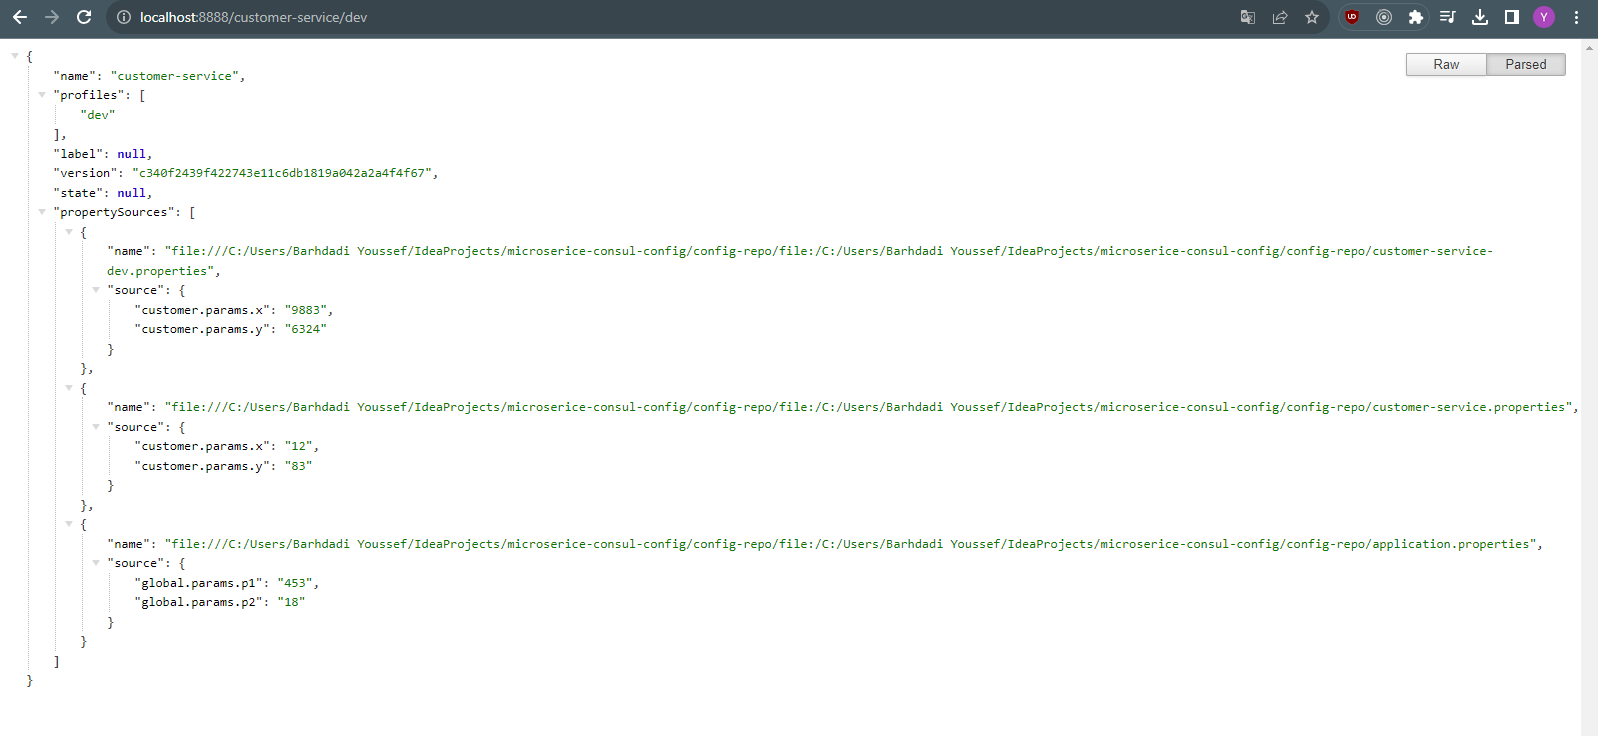 localhost:8888/customer-service/dev
UD
Y
Raw
Parsed
{
"name": "customer-service",
"profiles": [
"dev"
],
"label": null,
"version": "c340f2439f422743e11c6db1819a042a2a4f4f67",
"state": null,
"propertySources": [
{
"name": "file:///C:/Users/Barhdadi Youssef/IdeaProjects/microserice-consul-config/config-repo/file:/C:/Users/Barhdadi Youssef/IdeaProjects/microserice-consul-config/config-repo/customer-service-
dev.properties",
"source": {
"customer.params.x": "9883",
"customer.params.y": "6324"
}
},
{
"name": "file:///C:/Users/Barhdadi Youssef/IdeaProjects/microserice-consul-config/config-repo/file:/C:/Users/Barhdadi Youssef/IdeaProjects/microserice-consul-config/config-repo/customer-service.properties",
"source": {
"customer.params.x": "12",
"customer.params.y": "83"
}
},
{
"name": "file:///C:/Users/Barhdadi Youssef/IdeaProjects/microserice-consul-config/config-repo/file:/C:/Users/Barhdadi Youssef/IdeaProjects/microserice-consul-config/config-repo/application.properties",
"source": {
"global.params.p1": "453",
"global.params.p2": "18"
}
}
]
}